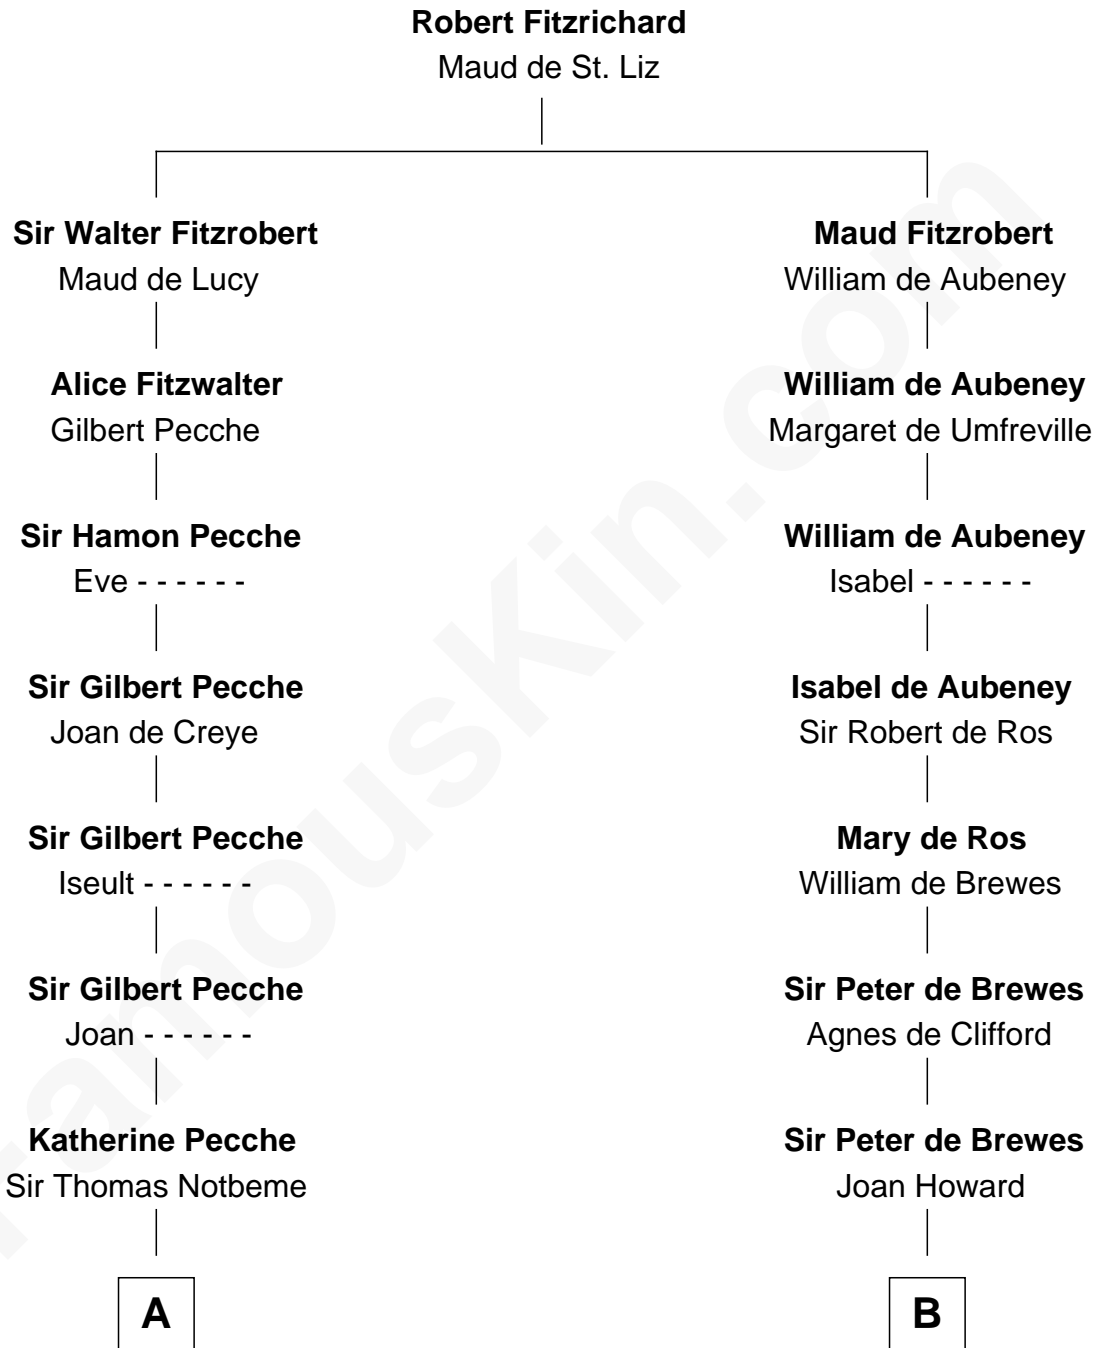 Robert Fitzrichard
Maud de St. Liz
Sir Walter Fitzrobert
Maud de Lucy
Maud Fitzrobert
William de Aubeney
Alice Fitzwalter
Gilbert Pecche
William de Aubeney
Margaret de Umfreville
Sir Hamon Pecche
Eve - - - - - -
William de Aubeney
Isabel - - - - - -
Sir Gilbert Pecche
Joan de Creye
Isabel de Aubeney
Sir Robert de Ros
Sir Gilbert Pecche
Iseult - - - - - -
Mary de Ros
William de Brewes
Sir Gilbert Pecche
Joan - - - - - -
Sir Peter de Brewes
Agnes de Clifford
Katherine Pecche
Sir Thomas Notbeme
Sir Peter de Brewes
Joan Howard
A
B
FamousKin.com